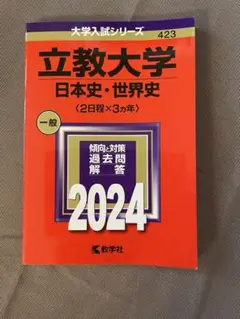 大学入試シリーズ
423
立教大学
日本史・世界史
〈2日程×3カ年〉
一般
傾向と対策
過去問
解答
2024
教学社